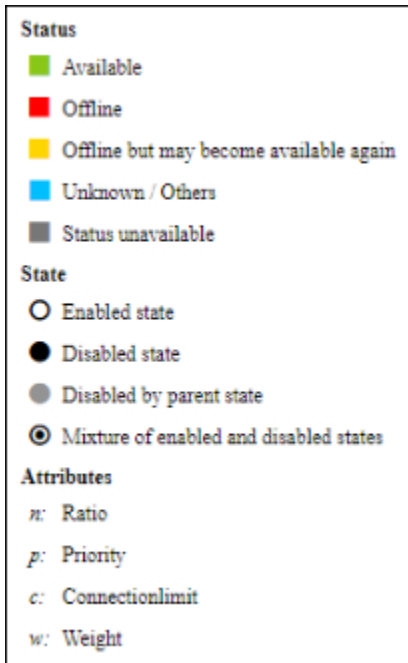 Status
Available
Offline
Offline but may become available again
Unknown / Others
Status unavailable
State
Enabled state
Disabled state
Disabled by parent state
Mixture of enabled and disabled states
Attributes
n: Ratio
p: Priority
c: Connectionlimit
w: Weight